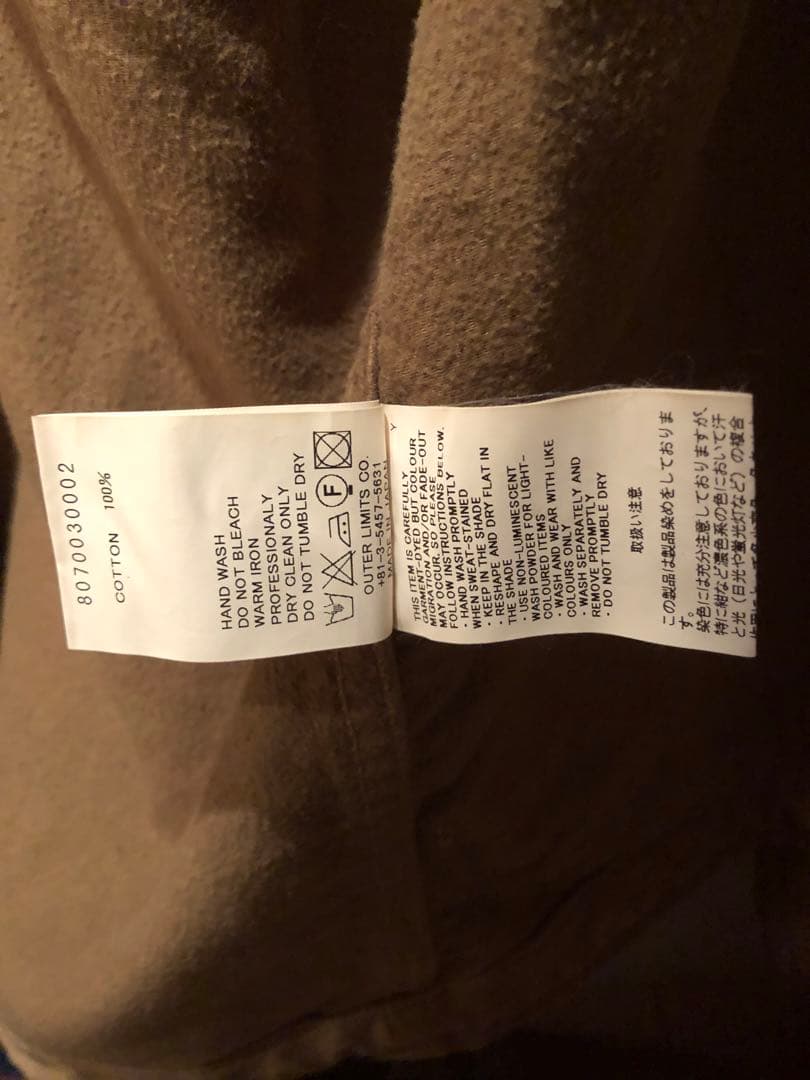 8070030002
COTTON 100%
HAND WASH
DO NOT BLEACH
WARM IRON
PROFESSIONALY
DRY CLEAN ONLY
DO NOT TUMBLE DRY
F
OUTER LIMITS CO.
+81-3-5457-5631
MADE IN JAPAN
Y
THIS ITEM IS CAREFULLY
GARMENT-DYED BUT COLOUR
MIGRATION AND/OR FADE-OUT
MAY OCCUR. SO PLEASE
FOLLOW INSTRUCTIONS BELOW.
・HAND WASH PROMPTLY
WHEN SWEAT-STAINED
・KEEP IN THE SHADE
・RESHAPE AND DRY FLAT IN
THE SHADE
・USE NON-LUMINESCENT
WASH POWDER FOR LIGHT-
COLOURED ITEMS
・WASH AND WEAR WITH LIKE
COLOURS ONLY
・WASH SEPARATELY AND
REMOVE PROMPTLY
・DO NOT TUMBLE DRY
取扱い注意
この製品は製品染めをしておりま
す。
染色には充分注意しておりますが、
特に紺など濃色系の色において汗
と光（日光や蛍光灯など）の複合